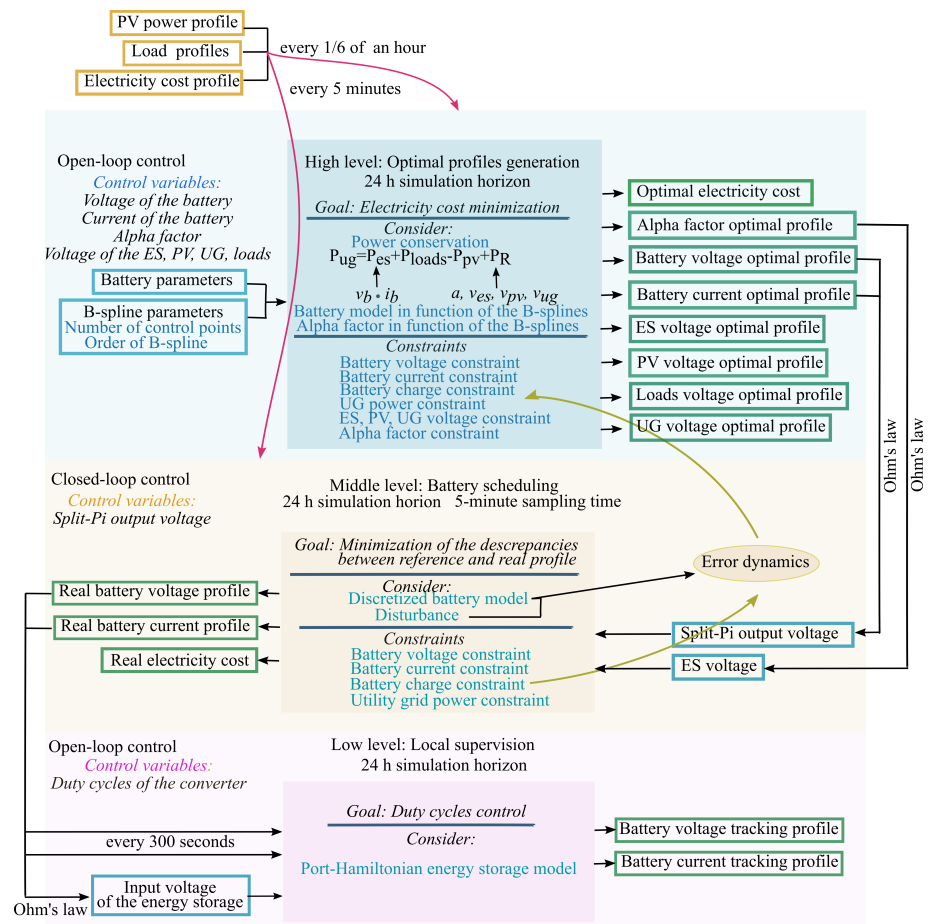 PV power profile
Load profiles
Electricity cost profile
every 1/6 of an hour
every 5 minutes
Open-loop control
Control variables:
Voltage of the battery
Current of the battery
Alpha factor
Voltage of the ES, PV, UG, loads
Battery parameters
B-spline parameters
Number of control points
Order of B-spline
High level: Optimal profiles generation
24 h simulation horizon
Goal: Electricity cost minimization
Consider:
Power conservation
Pug=Pes+Ploads-Ppv+PR
vb • ib
a, ves, vpv, vug
Battery model in function of the B-splines
Alpha factor in function of the B-splines
Constraints
Battery voltage constraint
Battery current constraint
Battery charge constraint
UG power constraint
ES, PV, UG voltage constraint
Alpha factor constraint
Optimal electricity cost
Alpha factor optimal profile
Battery voltage optimal profile
Battery current optimal profile
ES voltage optimal profile
PV voltage optimal profile
Loads voltage optimal profile
UG voltage optimal profile
Ohm's law
Ohm's law
Closed-loop control
Control variables:
Split-Pi output voltage
Middle level: Battery scheduling
24 h simulation horion 5-minute sampling time
Goal: Minimization of the descrepancies
between reference and real profile
Consider:
Discretized battery model
Disturbance
Constraints
Battery voltage constraint
Battery current constraint
Battery charge constraint
Utility grid power constraint
Error dynamics
Split-Pi output voltage
ES voltage
Real battery voltage profile
Real battery current profile
Real electricity cost
Open-loop control
Control variables:
Duty cycles of the converter
Low level: Local supervision
24 h simulation horizon
Goal: Duty cycles control
Consider:
Port-Hamiltonian energy storage model
every 300 seconds
Ohm's law
Input voltage
of the energy storage
Battery voltage tracking profile
Battery current tracking profile